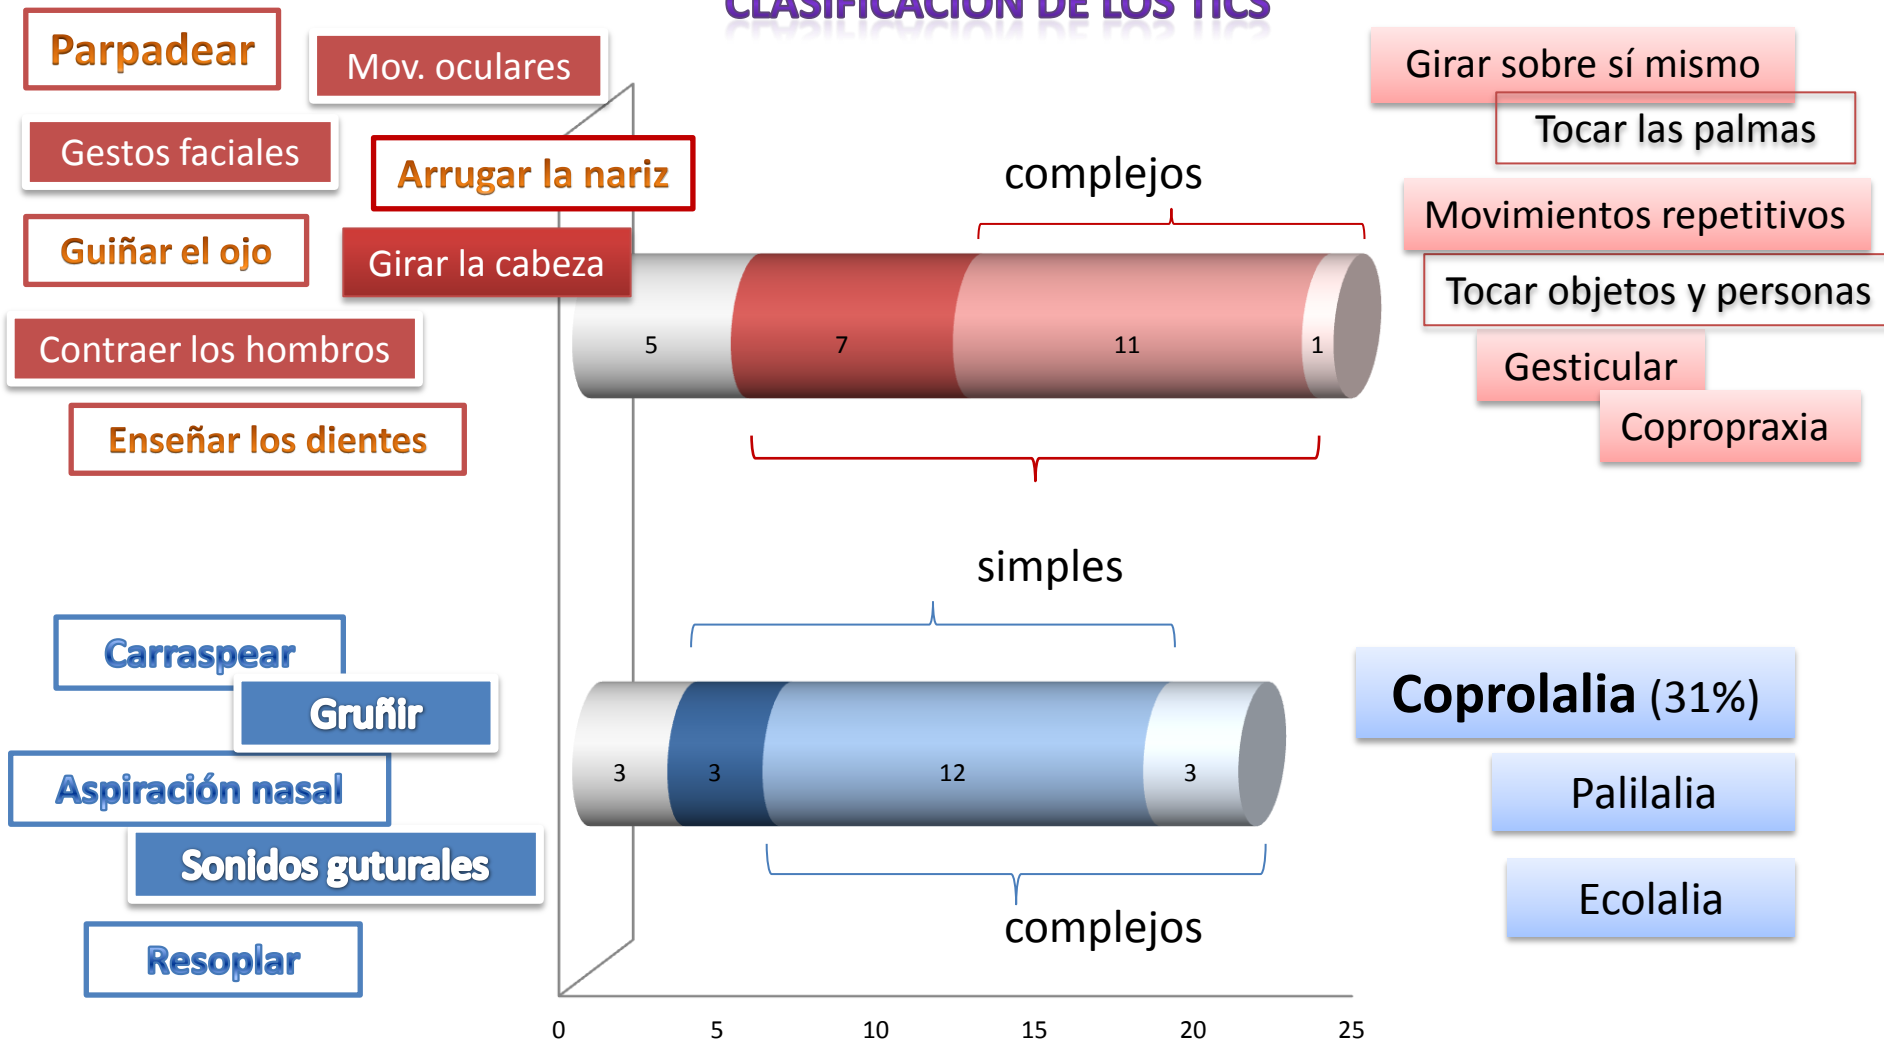 CLASIFICACIÓN DE LOS TICS
Parpadear
Mov. oculares
Gestos faciales
Arrugar la nariz
Guiñar el ojo
Girar la cabeza
Contraer los hombros
Enseñar los dientes
complejos
5 7 11 1
Girar sobre sí mismo
Tocar las palmas
Movimientos repetitivos
Tocar objetos y personas
Gesticular
Copropraxia
simples
Carraspear
Gruñir
Aspiración nasal
Sonidos guturales
Resoplar
3 3 12 3
complejos
Coprolalia (31%)
Palilalia
Ecolalia
0 5 10 15 20 25